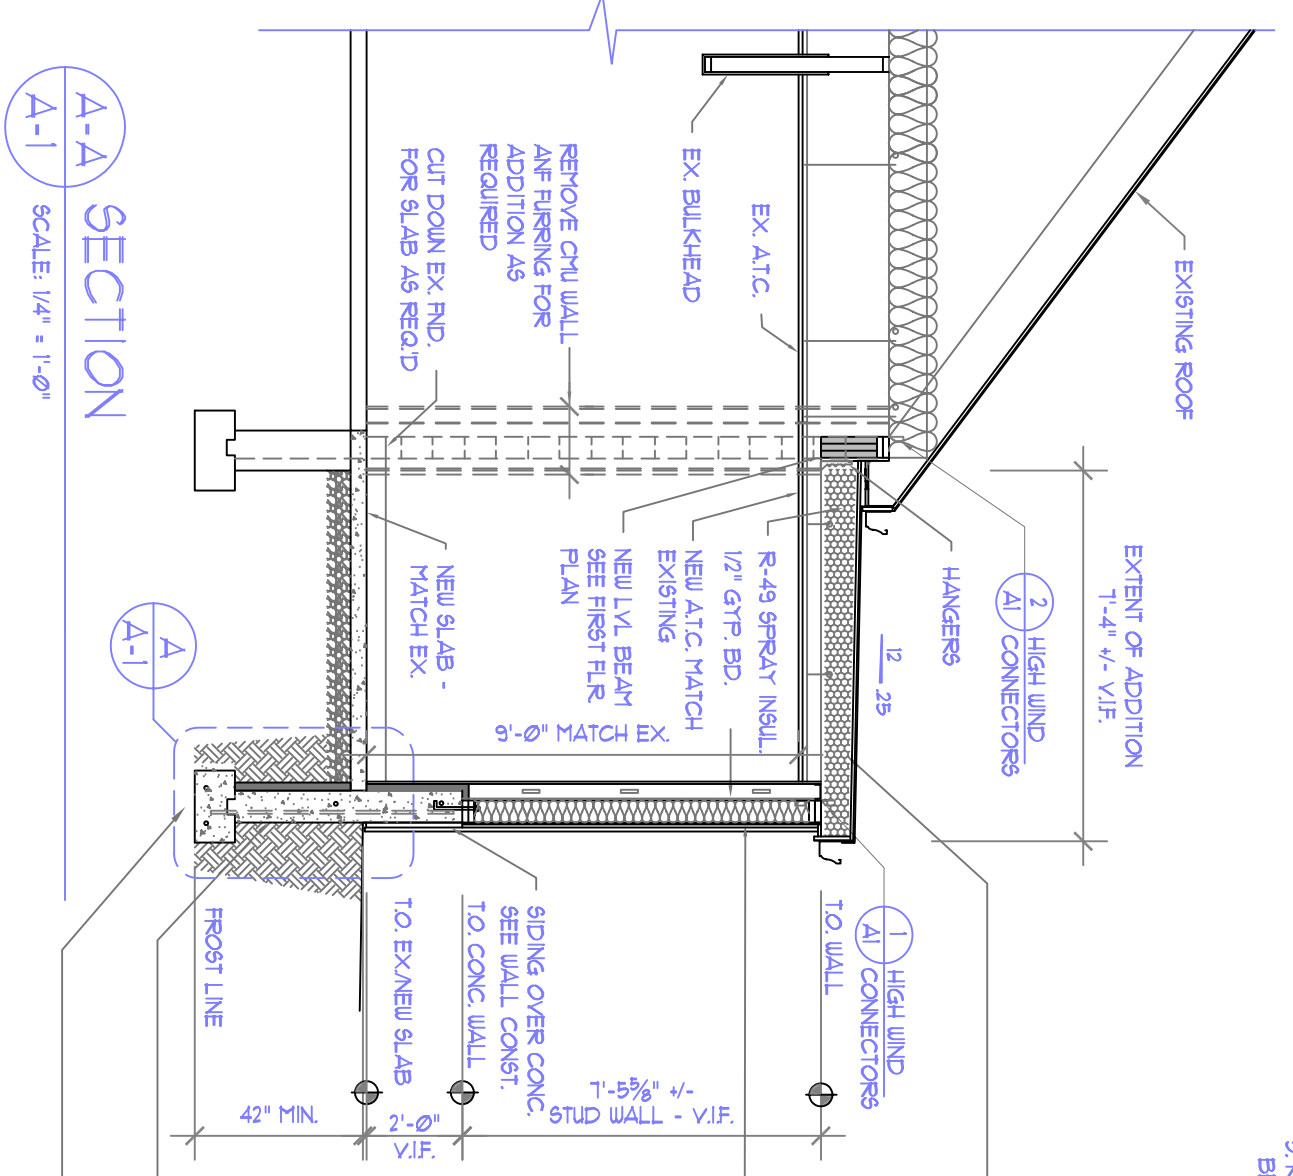 EXISTING ROOF
EXTENT OF ADDITION
7'-4" +/- V.I.F.
2
A1
HIGH WIND
CONNECTORS
HANGERS
12
.25
EX. BULKHEAD
EX. A.T.C.
REMOVE CMU WALL
ANF FURRING FOR
ADDITION AS
REQUIRED
CUT DOWN EX. FND.
FOR SLAB AS REQ'D
R-49 SPRAY INSUL.
1/2" GYP. BD.
NEW A.T.C. MATCH
EXISTING
NEW LVL BEAM
SEE FIRST FLR
PLAN
NEW SLAB -
MATCH EX.
9'-0" MATCH EX.
1
A1
HIGH WIND
CONNECTORS
T.O. WALL
SIDING OVER CONC.
SEE WALL CONST.
T.O. CONC. WALL
T.O. EX./NEW SLAB
FROST LINE
7'-5⅝" +/-
STUD WALL - V.I.F.
2'-0"
V.I.F.
42" MIN.
A
A-1
A-A
A-1
SECTION
SCALE: 1/4" = 1'-0"